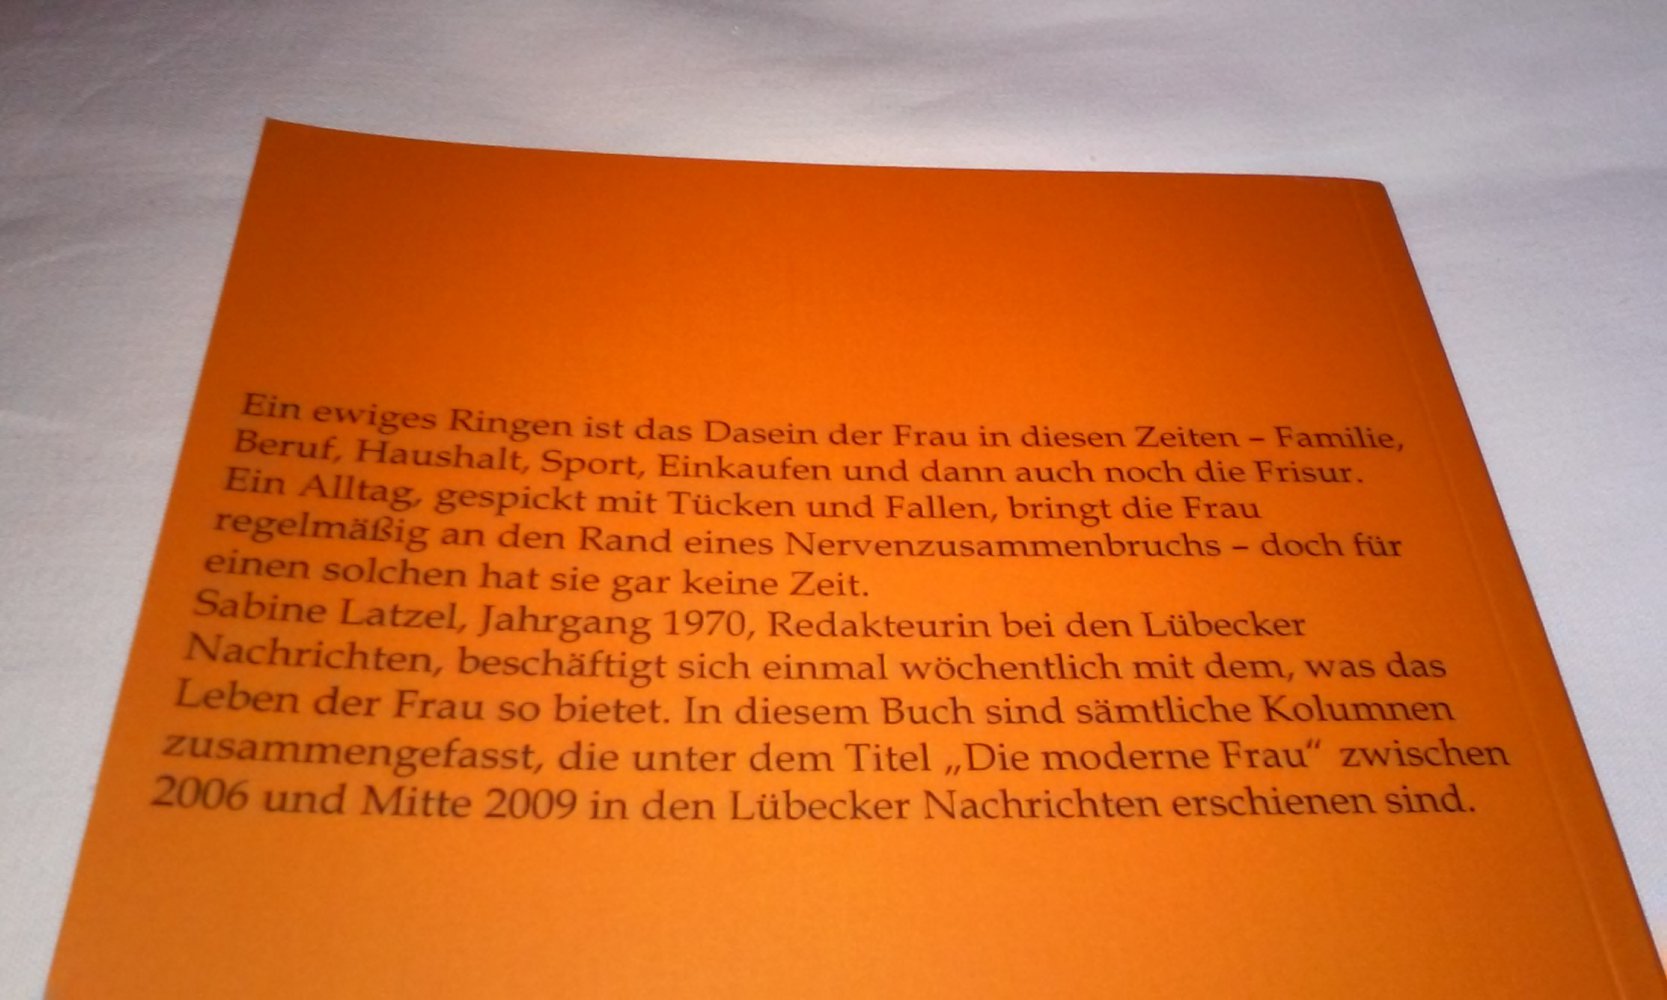 Ein ewiges Ringen ist das Dasein der Frau in diesen Zeiten – Familie,
Beruf, Haushalt, Sport, Einkaufen und dann auch noch die Frisur.
Ein Alltag, gespickt mit Tücken und Fallen, bringt die Frau
regelmäßig an den Rand eines Nervenzusammenbruchs – doch für
einen solchen hat sie gar keine Zeit.
Sabine Latzel, Jahrgang 1970, Redakteurin bei den Lübecker
Nachrichten, beschäftigt sich einmal wöchentlich mit dem, was das
Leben der Frau so bietet. In diesem Buch sind sämtliche Kolumnen
zusammengefasst, die unter dem Titel „Die moderne Frau“ zwischen
2006 und Mitte 2009 in den Lübecker Nachrichten erschienen sind.